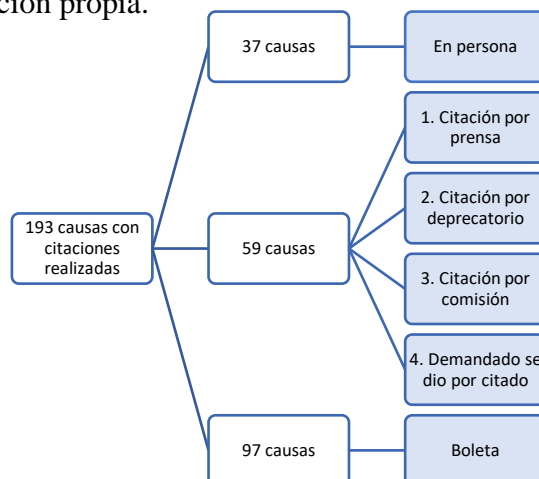 ción propia.
37 causas
En persona
1. Citación por
prensa
2. Citación por
deprecatorio
193 causas con
citaciones
realizadas
59 causas
3. Citación por
comisión
4. Demandado se
dio por citado
97 causas
Boleta